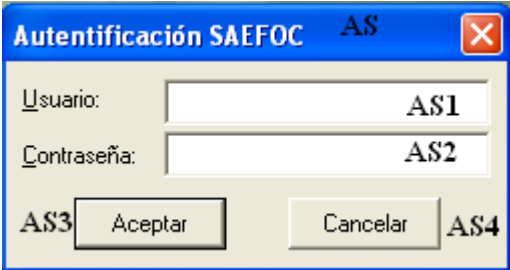 Autentificación SAEFOC AS
Usuario: AS1
Contraseña: AS2
AS3 Aceptar Cancelar AS4